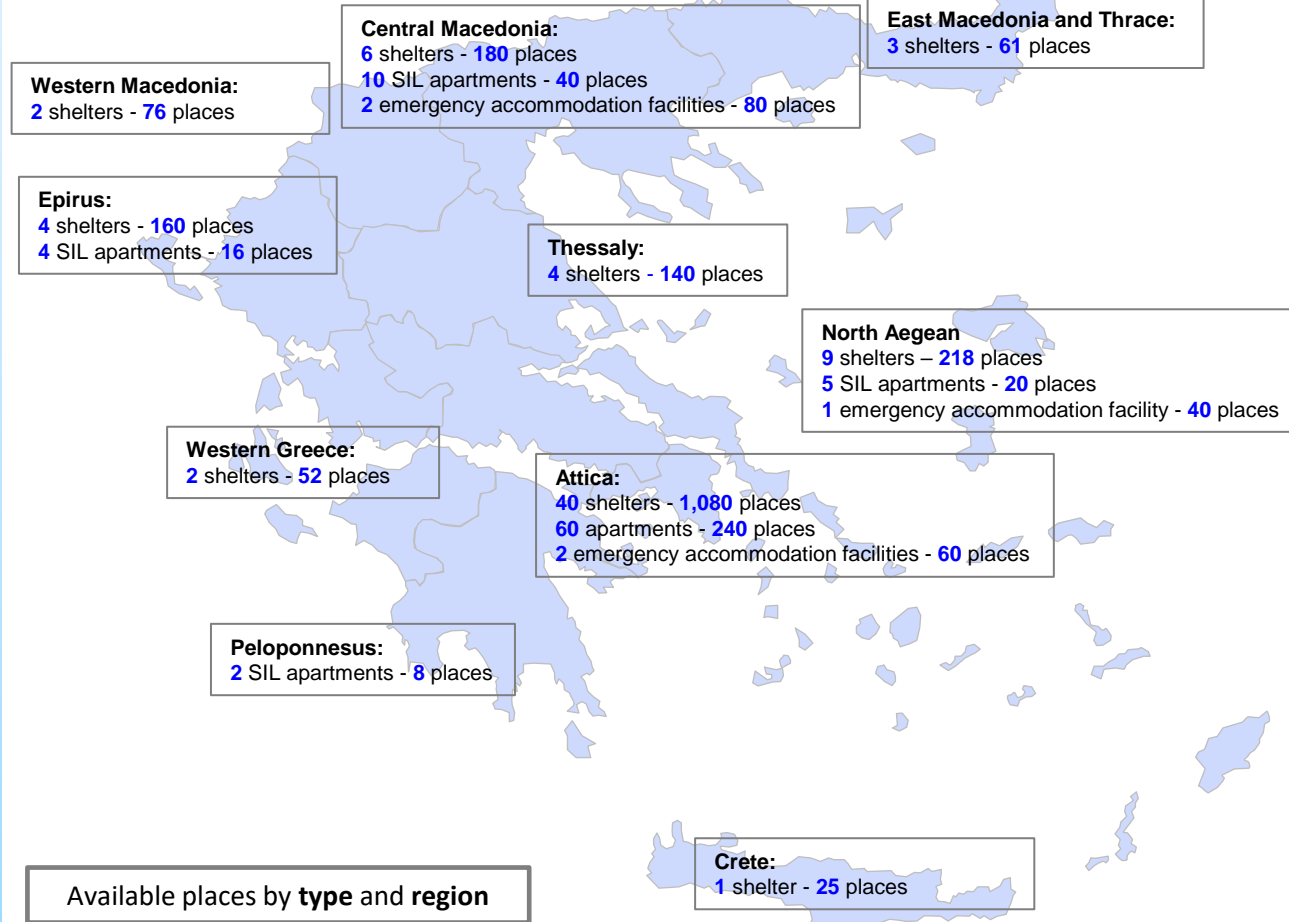 Central Macedonia:
6 shelters - 180 places
10 SIL apartments - 40 places
2 emergency accommodation facilities - 80 places
East Macedonia and Thrace:
3 shelters - 61 places
Western Macedonia:
2 shelters - 76 places
Epirus:
4 shelters - 160 places
4 SIL apartments - 16 places
Thessaly:
4 shelters - 140 places
North Aegean
9 shelters – 218 places
5 SIL apartments - 20 places
1 emergency accommodation facility - 40 places
Western Greece:
2 shelters - 52 places
Attica:
40 shelters - 1,080 places
60 apartments - 240 places
2 emergency accommodation facilities - 60 places
Peloponnesus:
2 SIL apartments - 8 places
Crete:
1 shelter - 25 places
Available places by type and region